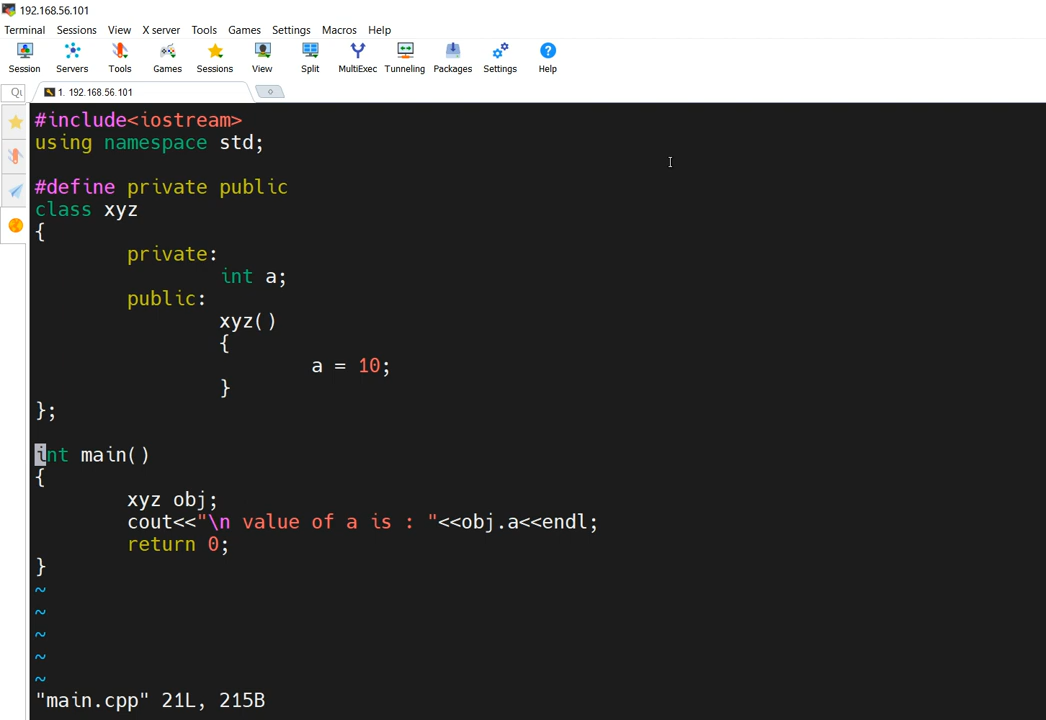 192.168.56.101
Terminal Sessions View X server Tools Games Settings Macros Help
Session Servers Tools Games Sessions View Split MultiExec Tunneling Packages Settings Help
1. 192.168.56.101
#include<iostream>
using namespace std;
#define private public
class xyz
{
private:
int a;
public:
xyz()
{
a = 10;
}
};
int main()
{
xyz obj;
cout<<"\n value of a is : "<<obj.a<<endl;
return 0;
}
~
~
~
~
~
"main.cpp" 21L, 215B